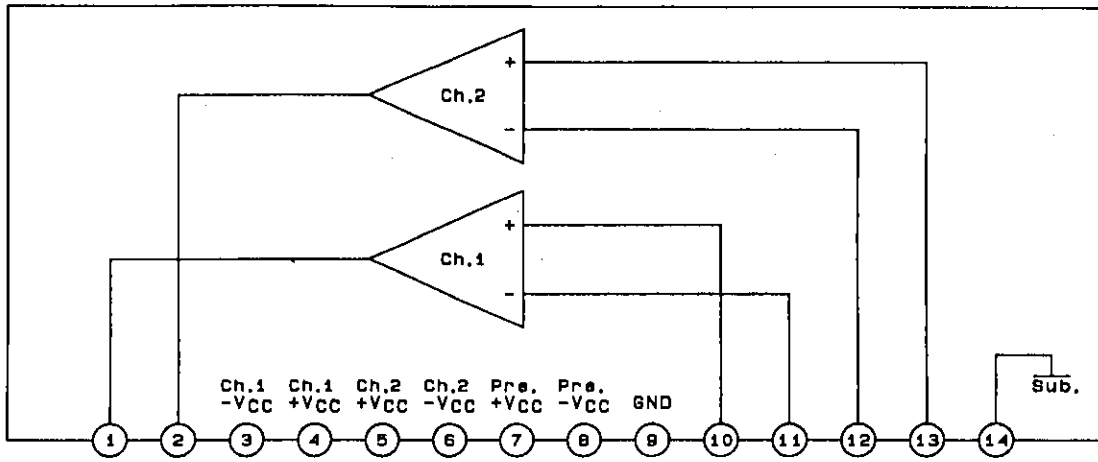 +
Ch.2
-
+
Ch.1
-
Ch.1 Ch.1 Ch.2 Ch.2 Pre. Pre.
-VCC +VCC +VCC -VCC +VCC -VCC GND
Sub.
1 2 3 4 5 6 7 8 9 10 11 12 13 14